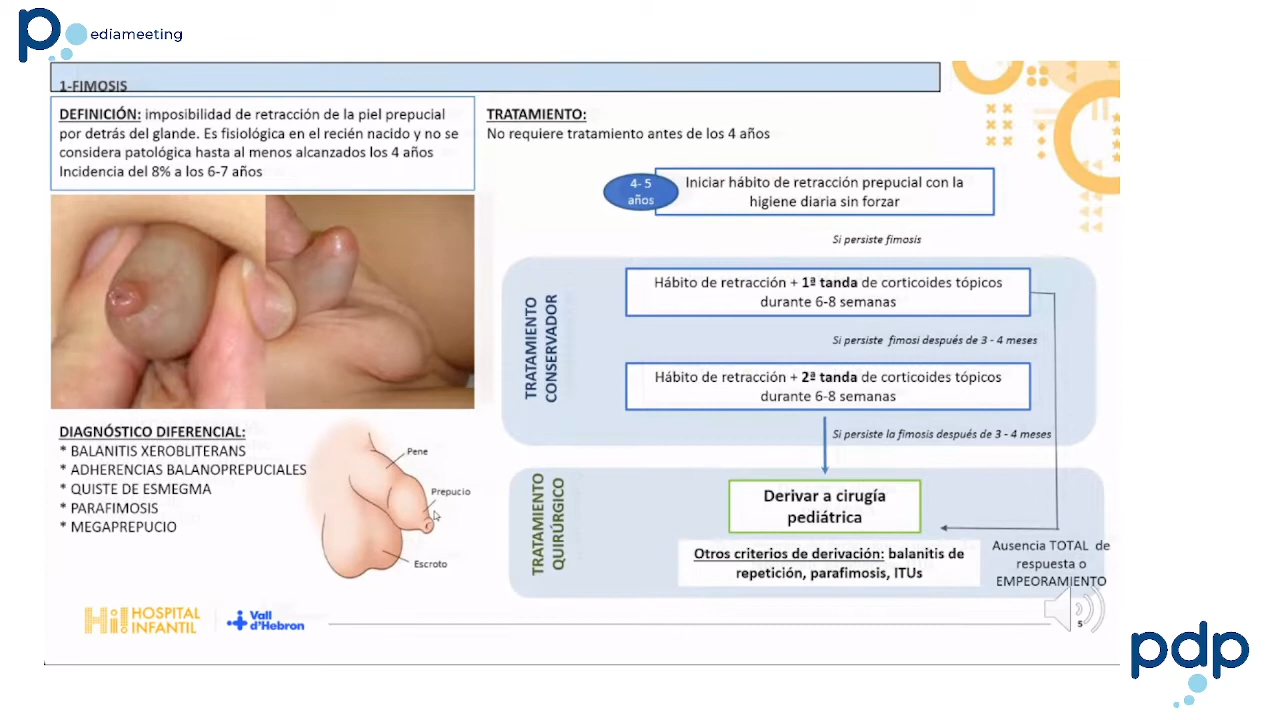 pediameeting
1-FIMOSIS
DEFINICIÓN: imposibilidad de retracción de la piel prepucial
por detrás del glande. Es fisiológica en el recién nacido y no se
considera patológica hasta al menos alcanzados los 4 años
Incidencia del 8% a los 6-7 años
TRATAMIENTO:
No requiere tratamiento antes de los 4 años
4- 5
años
Iniciar hábito de retracción prepucial con la
higiene diaria sin forzar
Si persiste fimosis
TRATAMIENTO
CONSERVADOR
Hábito de retracción + 1ª tanda de corticoides tópicos
durante 6-8 semanas
Si persiste fimosi después de 3 - 4 meses
Hábito de retracción + 2ª tanda de corticoides tópicos
durante 6-8 semanas
Si persiste la fimosis después de 3 - 4 meses
DIAGNÓSTICO DIFERENCIAL:
* BALANITIS XEROBLITERANS
* ADHERENCIAS BALANOPREPUCIALES
* QUISTE DE ESMEGMA
* PARAFIMOSIS
* MEGAPREPUCIO
Pene
Prepucio
Escroto
TRATAMIENTO
QUIRÚRGICO
Derivar a cirugía
pediátrica
Otros criterios de derivación: balanitis de
repetición, parafimosis, ITUs
Ausencia TOTAL de
respuesta o
EMPEORAMIENTO
Hi! HOSPITAL
INFANTIL
Vall
d'Hebron
5
pdp